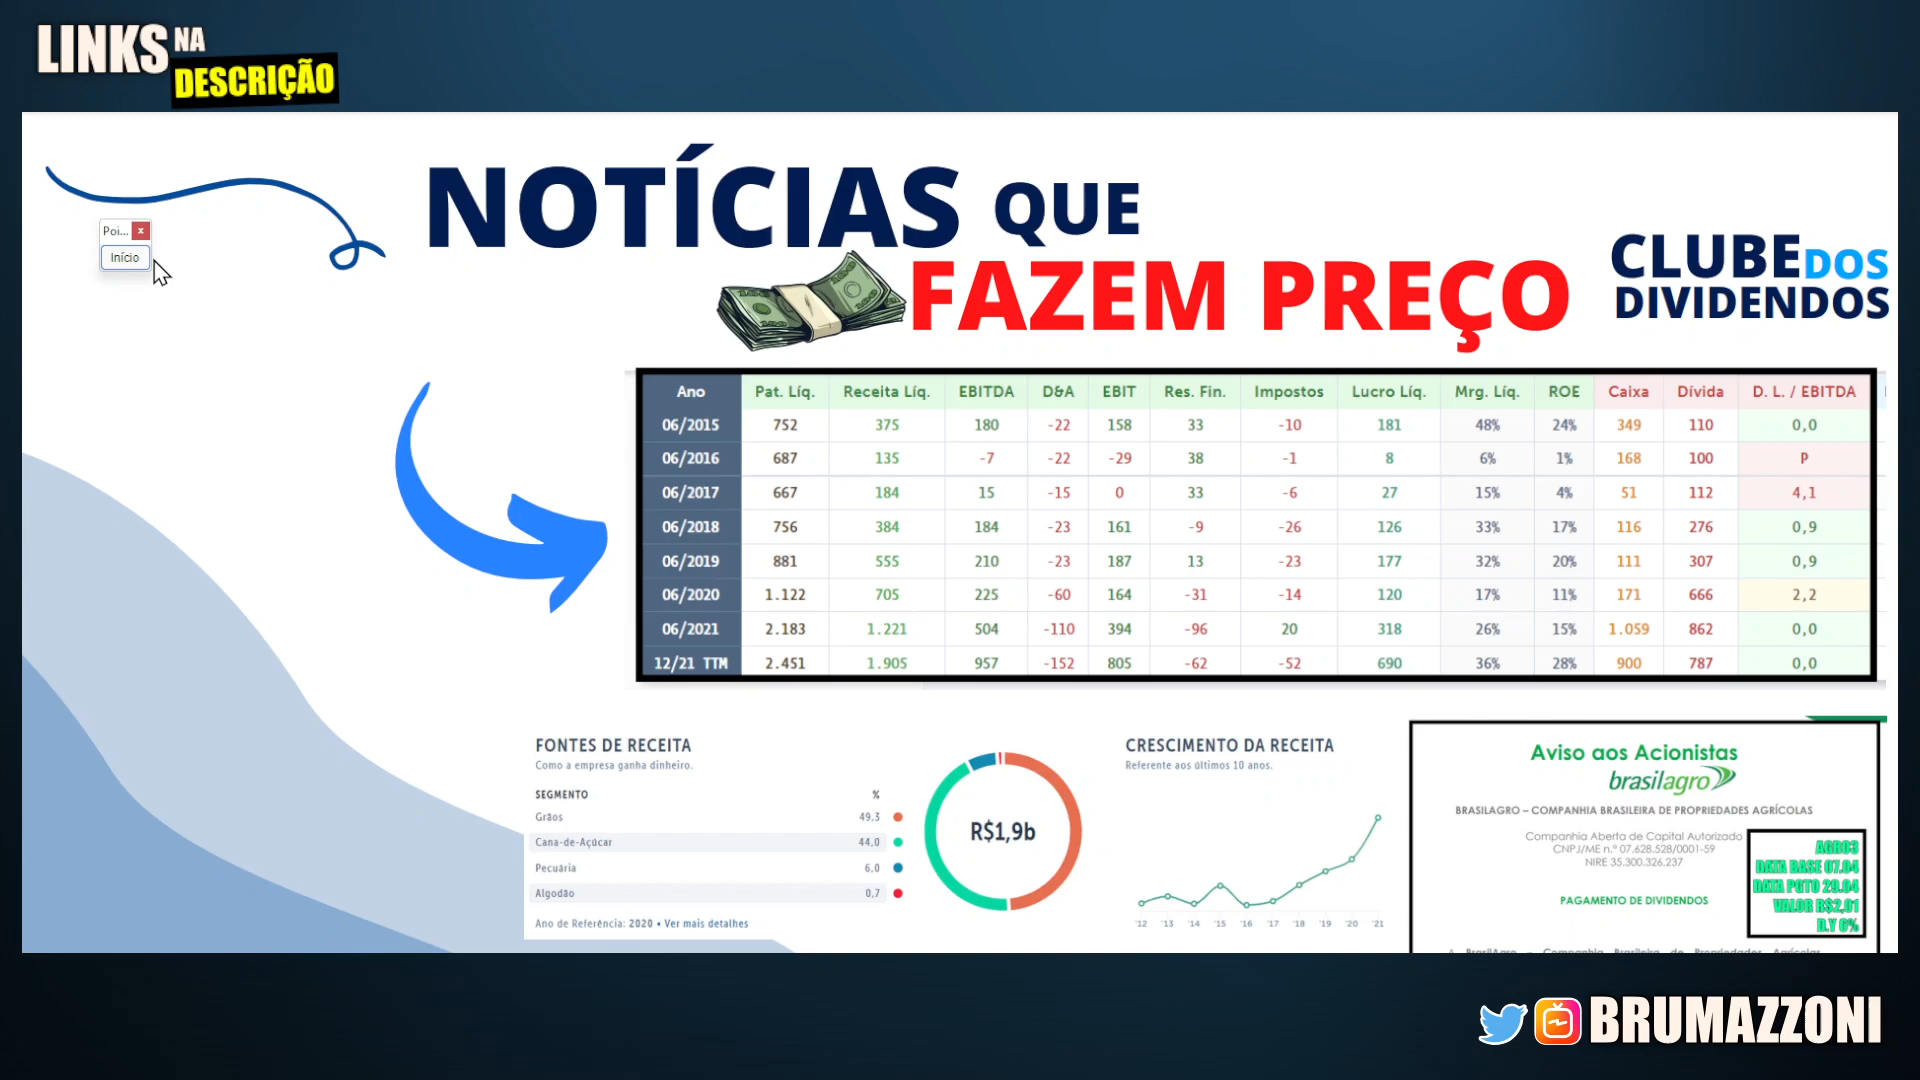 LINKS NA
DESCRIÇÃO
NOTÍCIAS QUE
FAZEM PREÇO
CLUBE DOS
DIVIDENDOS
Poi... x
Início
Ano Pat. Líq. Receita Líq. EBITDA D&A EBIT Res. Fin. Impostos Lucro Líq. Mrg. Líq. ROE Caixa Dívida D. L. / EBITDA
06/2015 752 375 180 -22 158 33 -10 181 48% 24% 349 110 0,0
06/2016 687 135 -7 -22 -29 38 -1 8 6% 1% 168 100 P
06/2017 667 184 15 -15 0 33 -6 27 15% 4% 51 112 4,1
06/2018 756 384 184 -23 161 -9 -26 126 33% 17% 116 276 0,9
06/2019 881 555 210 -23 187 13 -23 177 32% 20% 111 307 0,9
06/2020 1.122 705 225 -60 164 -31 -14 120 17% 11% 171 666 2,2
06/2021 2.183 1.221 504 -110 394 -96 20 318 26% 15% 1.059 862 0,0
12/21 TTM 2.451 1.905 957 -152 805 -62 -52 690 36% 28% 900 787 0,0
FONTES DE RECEITA
Como a empresa ganha dinheiro.
SEGMENTO %
Grãos 49,3
Cana-de-Açúcar 44,0
Pecuária 6,0
Algodão 0,7
Ano de Referência: 2020 • Ver mais detalhes
R$1,9b
CRESCIMENTO DA RECEITA
Referente aos últimos 10 anos.
'12 '13 '14 '15 '16 '17 '18 '19 '20 '21
Aviso aos Acionistas
brasilagro
BRASILAGRO – COMPANHIA BRASILEIRA DE PROPRIEDADES AGRÍCOLAS
Companhia Aberta de Capital Autorizado
CNPJ/ME n.º 07.628.528/0001-59
NIRE 35.300.326.237
PAGAMENTO DE DIVIDENDOS
AGRO3
DATA BASE 07.04
DATA PGTO 29.04
VALOR R$2,01
D.Y 6%
A BrasilAgro – Companhia Brasileira de Propriedades Agrícolas
BRUMAZZONI